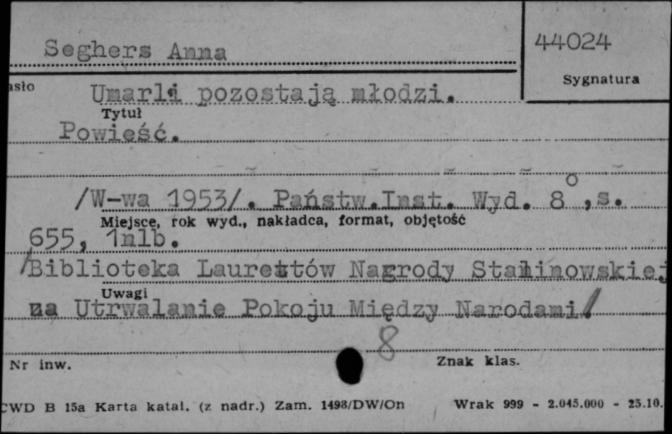 Seghers Anna
44024
Sygnatura
asło
Umarli pozostają młodzi.
Tytuł
Powieść.
/W-wa 1953/. Państw.Inst. Wyd. 8°,s.
Miejsce, rok wyd., nakładca, format, objętość
655, 1nlb.
/Biblioteka Laureatów Nagrody Stalinowskiej
Uwagi
za Utrwalanie Pokoju Między Narodami/
8
Nr inw.
Znak klas.
CWD B 15a Karta katal. (z nadr.) Zam. 1498/DW/On Wrak 999 - 2.045.000 - 25.10.